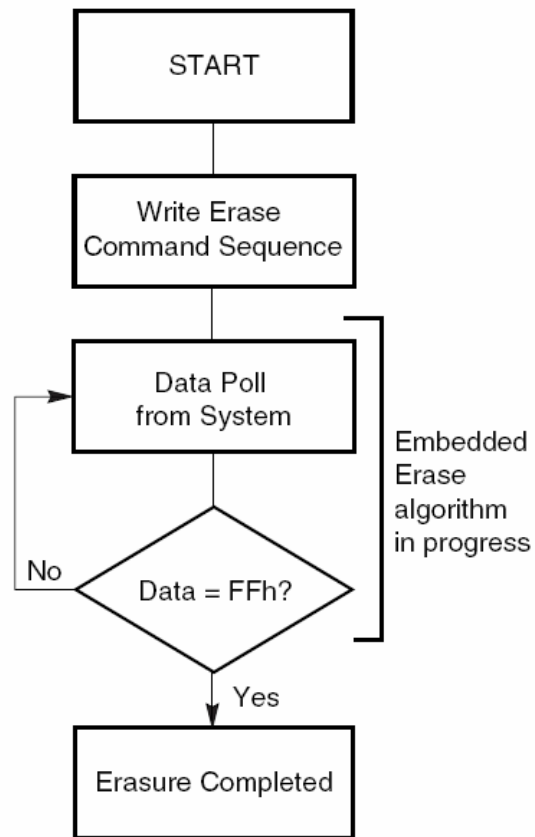 START
Write Erase
Command Sequence
Data Poll
from System
Embedded
Erase
algorithm
in progress
No
Data = FFh?
Yes
Erasure Completed